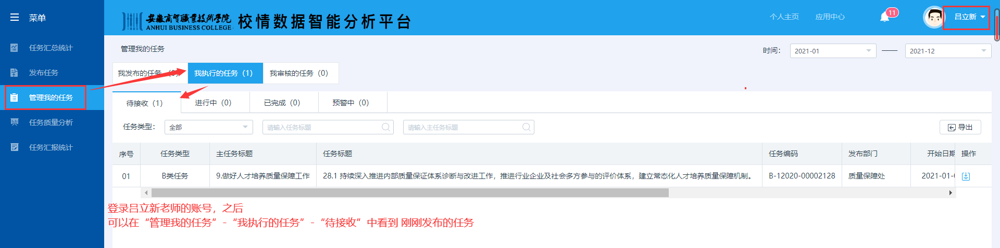 菜单
安徽商贸职业技术学院
ANHUI BUSINESS COLLEGE
校情数据智能分析平台
个人主页
应用中心
11
吕立新
任务汇总统计
发布任务
管理我的任务
任务质量分析
任务汇报统计
管理我的任务
时间：
2021-01
2021-12
我发布的任务
我执行的任务（1）
我审核的任务（0）
待接收（1）
进行中（0）
已完成（0）
预警中（0）
任务类型：
全部
请输入任务标题
请输入主任务标题
导出
序号 任务类型 主任务标题 任务标题 任务编码 发布部门 开始日期 操作
01 B类任务 9.做好人才培养质量保障工作 28.1 持续深入推进内部质量保证体系诊断与改进工作，推进行业企业及社会多方参与的评价体系，建立常态化人才培养质量保障机制。 B-12020-00002128 质量保障处 2021-01-
登录吕立新老师的账号，之后
可以在“管理我的任务”-“我执行的任务”-“待接收”中看到 刚刚发布的任务